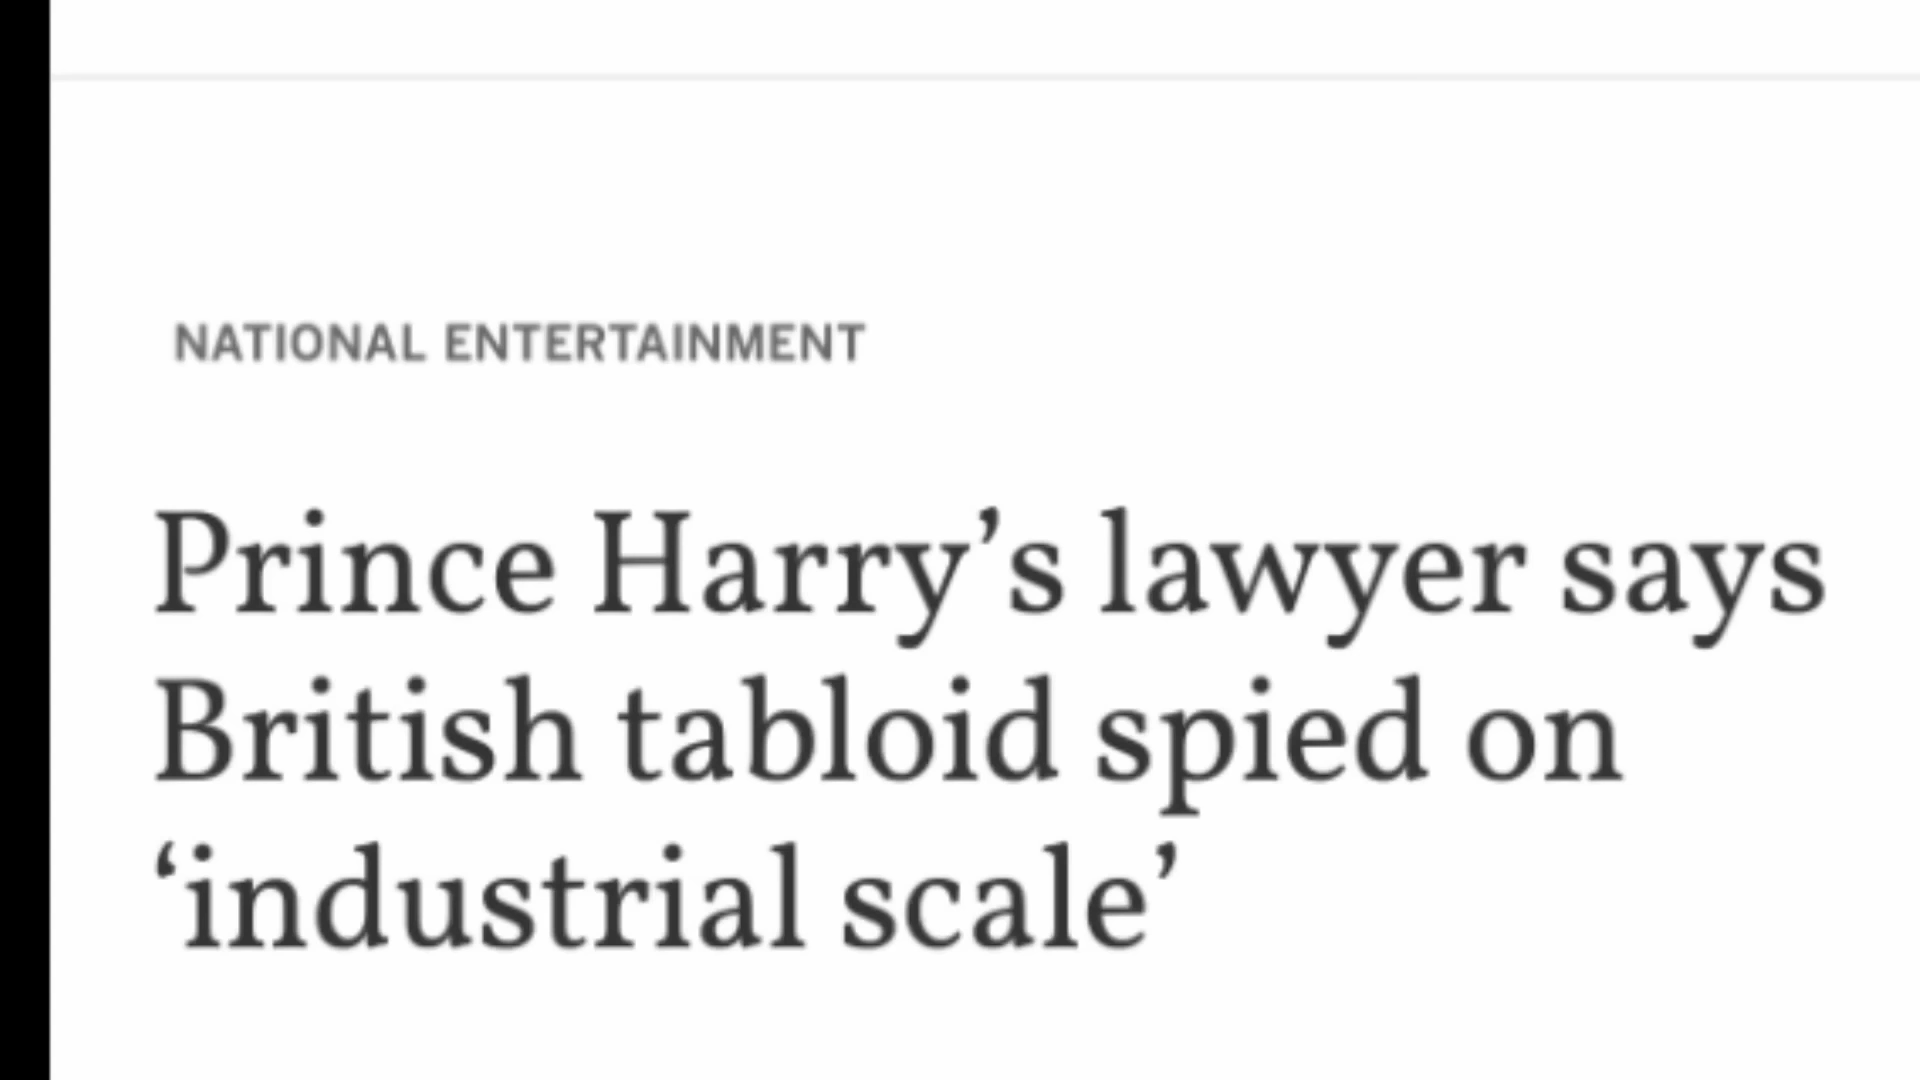 NATIONAL ENTERTAINMENT
Prince Harry’s lawyer says
British tabloid spied on
‘industrial scale’